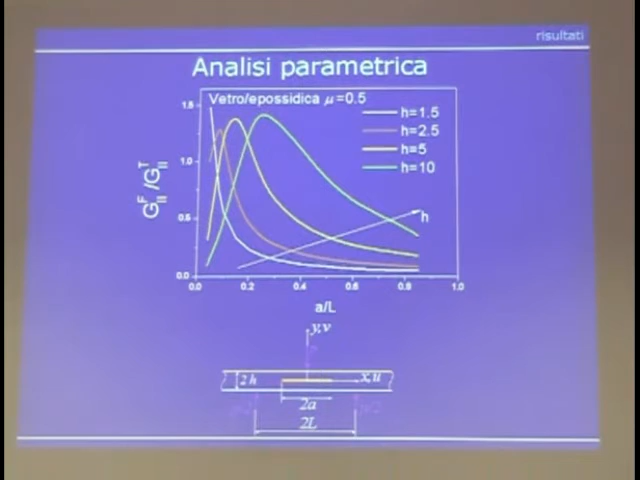 risultati
Analisi parametrica
Vetro/epossidica μ=0.5
h=1.5
h=2.5
h=5
h=10
1.5
1.0
0.5
0.0
G_II^F /G_II^T
h
0.0 0.2 0.4 0.6 0.8 1.0
a/L
y,v
2h
x,u
2a
2L